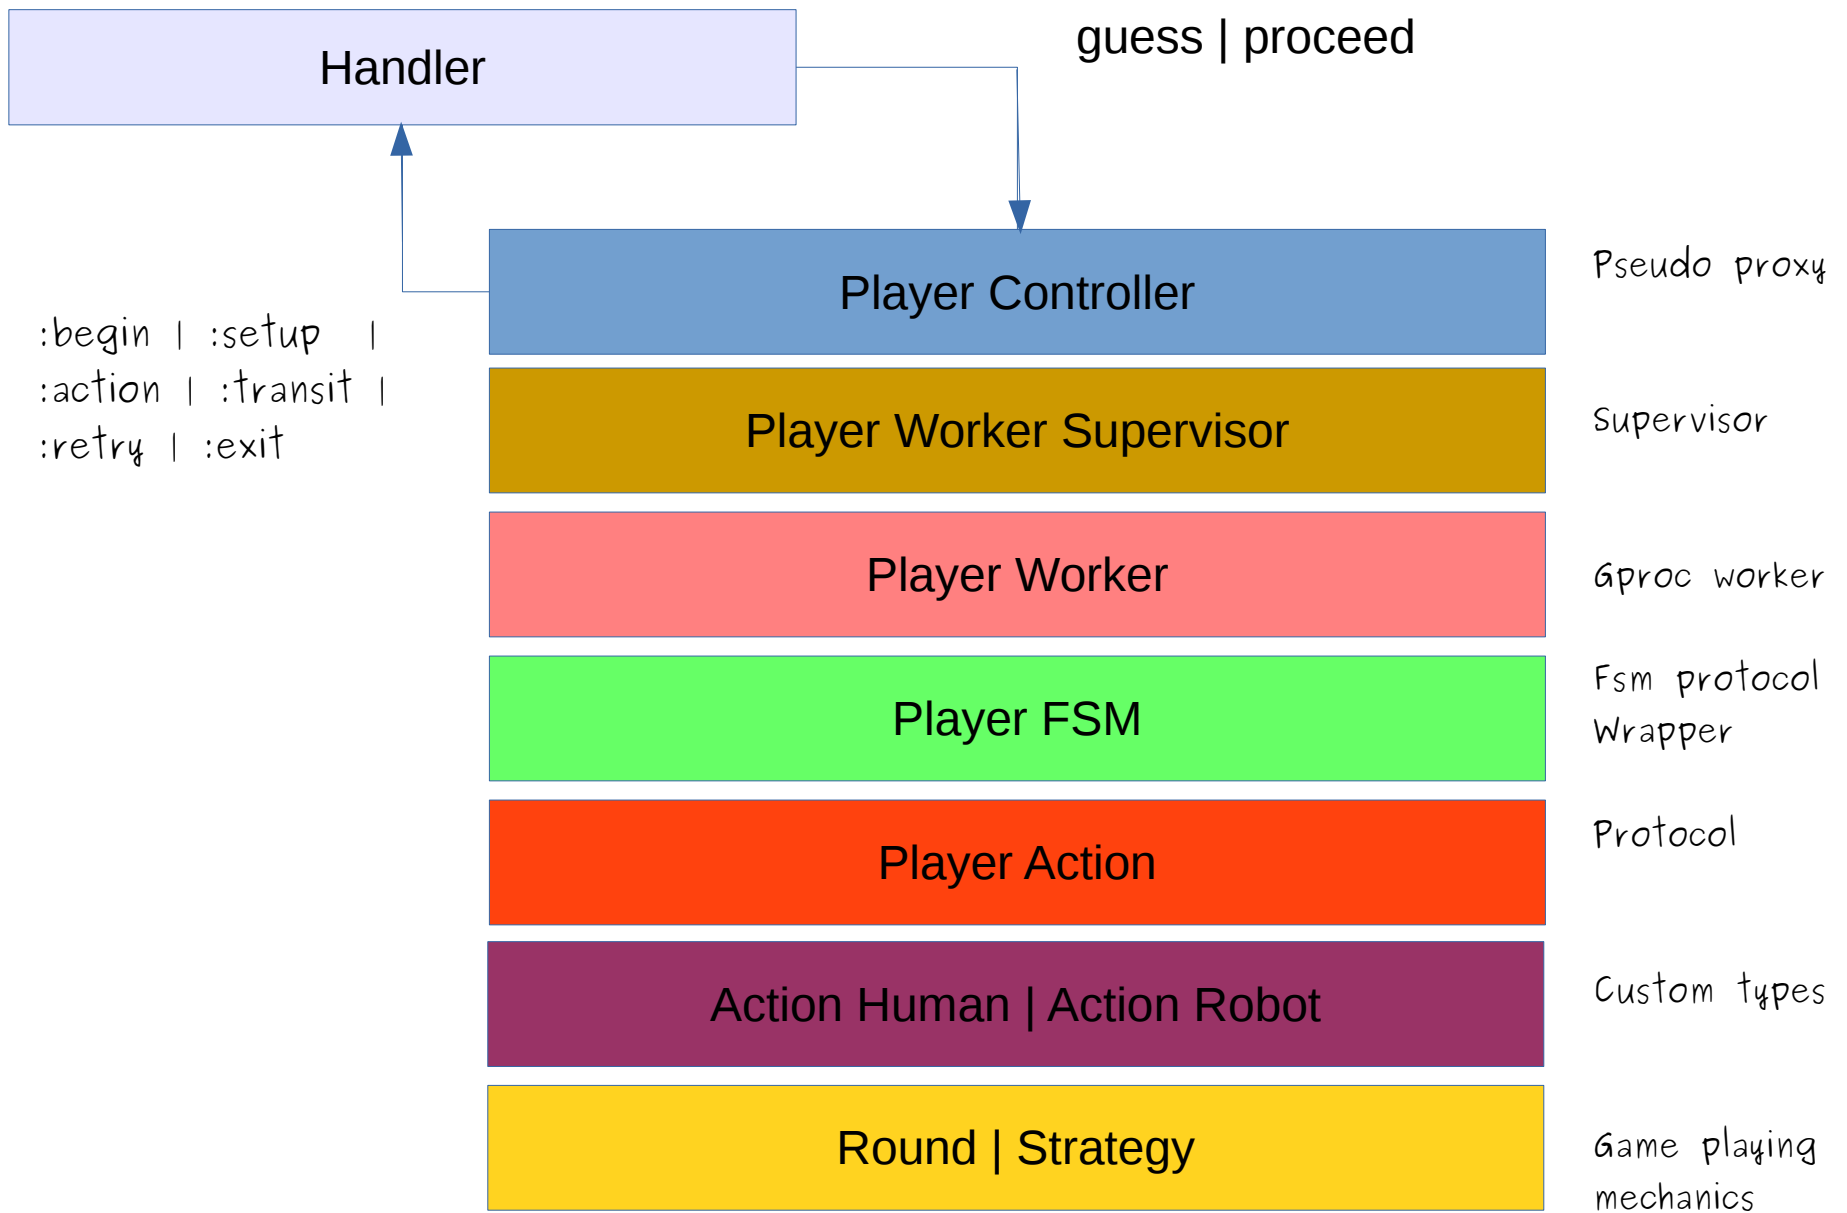 guess | proceed
Handler
Player Controller
Pseudo proxy
:begin | :setup |
:action | :transit |
:retry | :exit
Player Worker Supervisor
Supervisor
Player Worker
Gproc worker
Player FSM
Fsm protocol
Wrapper
Player Action
Protocol
Action Human | Action Robot
Custom types
Round | Strategy
Game playing
mechanics